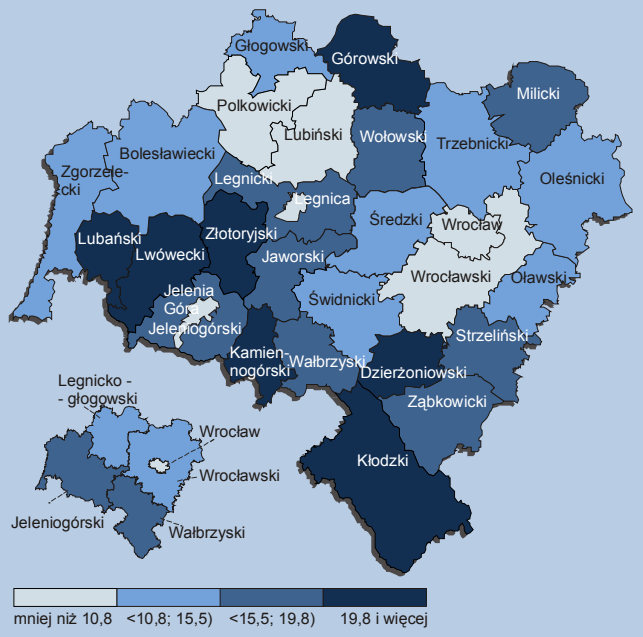 Głogowski
Górowski
Milicki
Polkowicki
Lubiński
Wołowski
Trzebnicki
Bolesławiecki
Zgorzele-
cki
Legnicki
Legnica
Oleśnicki
Średzki
Wrocław
Lubański
Lwówecki
Złotoryjski
Jaworski
Wrocławski
Oławski
Jelenia
Góra
Jeleniogórski
Świdnicki
Strzeliński
Kamien-
nogórski
Wałbrzyski
Dzierżoniowski
Ząbkowicki
Kłodzki
Legnicko -
- głogowski
Wrocław
Wrocławski
Jeleniogórski
Wałbrzyski
mniej niż 10,8 <10,8; 15,5) <15,5; 19,8) 19,8 i więcej